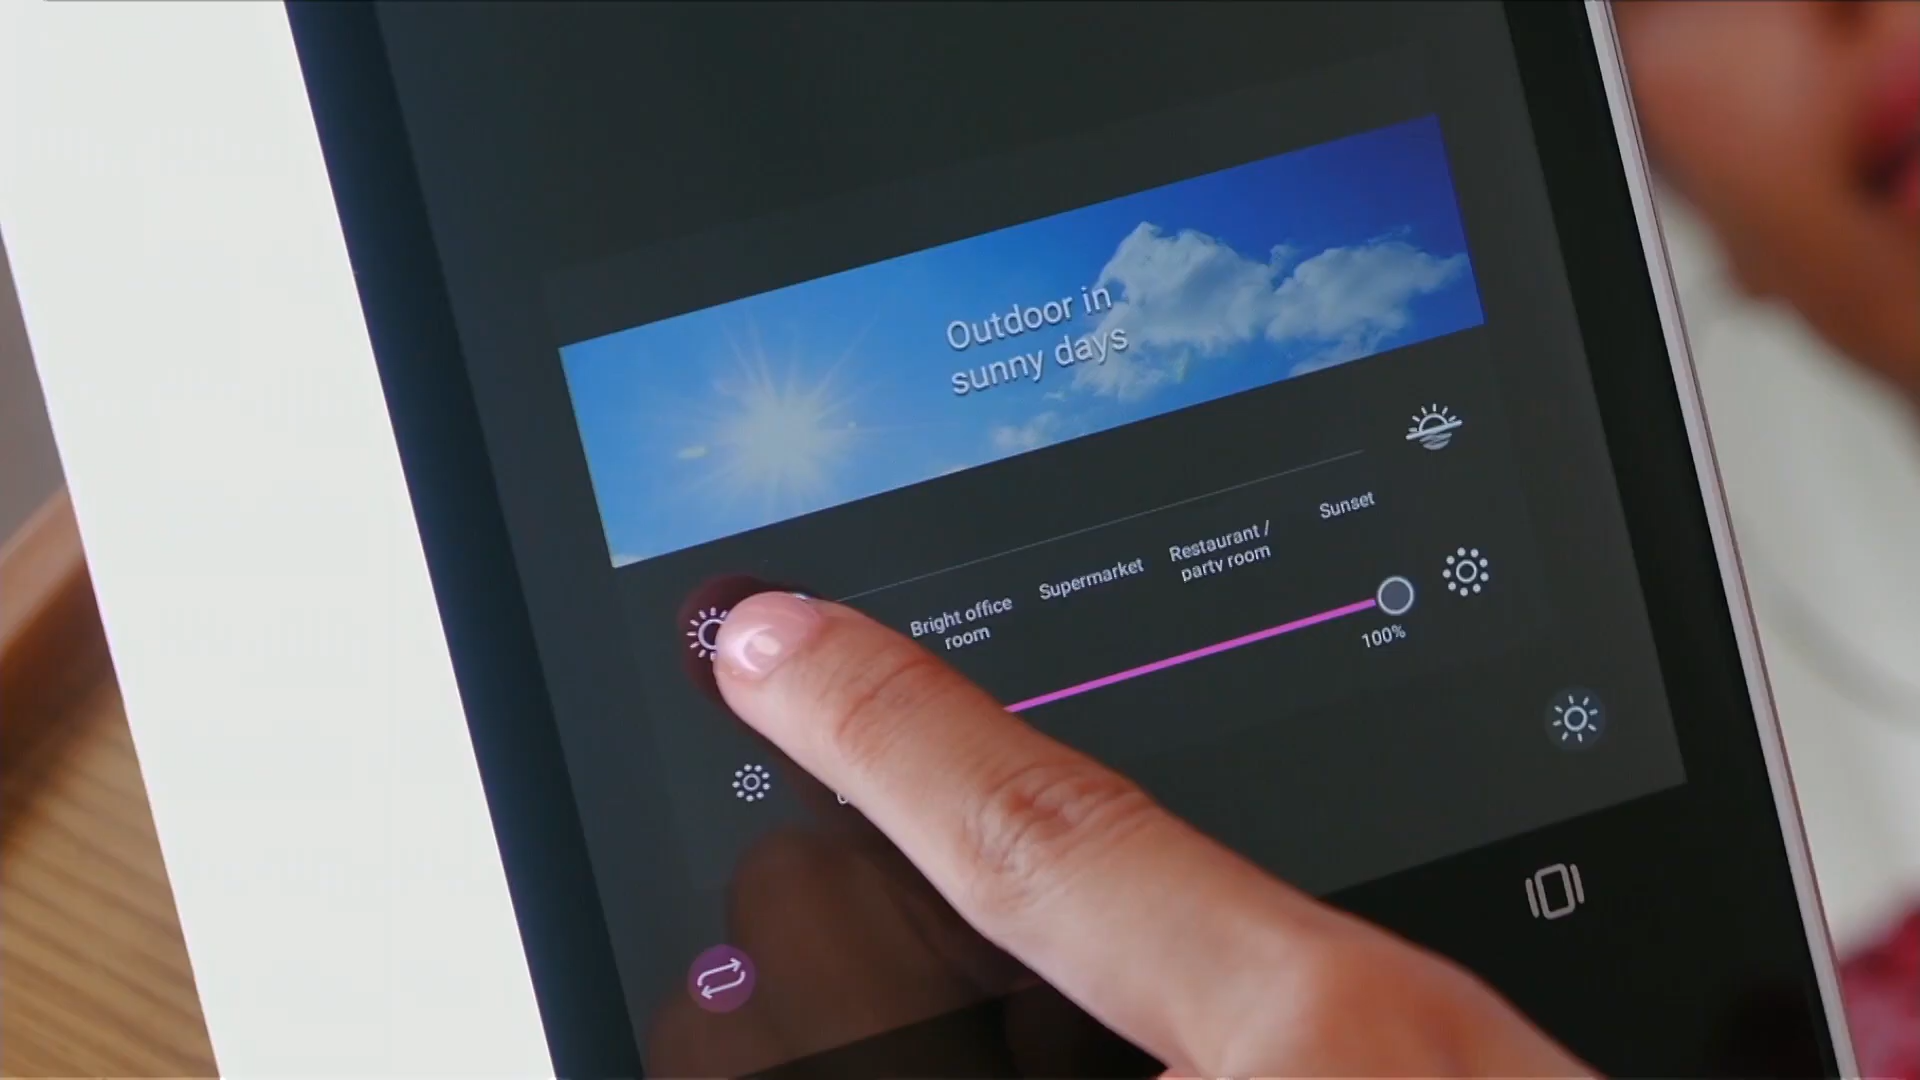 Outdoor in
sunny days
Bright office
room
Supermarket
Restaurant /
party room
Sunset
100%